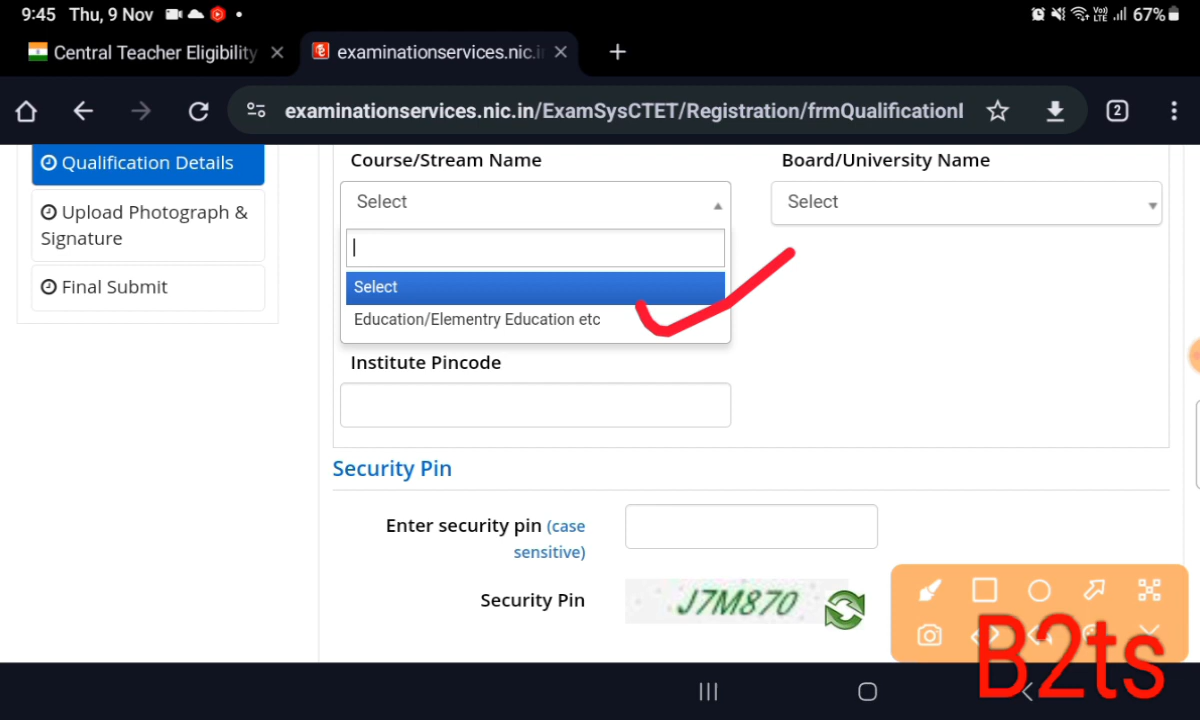 9:45 Thu, 9 Nov
Vo) LTE 67%
Central Teacher Eligibility
examinationservices.nic.i
examinationservices.nic.in/ExamSysCTET/Registration/frmQualificationI
2
Qualification Details
Upload Photograph &
Signature
Final Submit
Course/Stream Name
Board/University Name
Select
Select
Select
Education/Elementry Education etc
Institute Pincode
Security Pin
Enter security pin (case
sensitive)
Security Pin
J7M870
B2ts